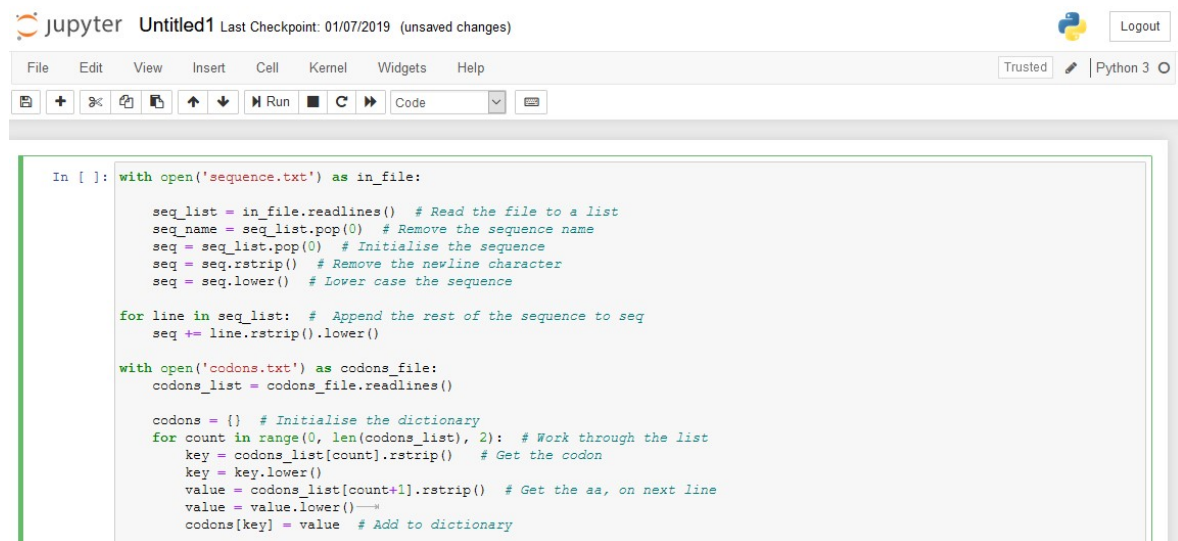 jupyter Untitled1 Last Checkpoint: 01/07/2019 (unsaved changes) Logout
File Edit View Insert Cell Kernel Widgets Help Trusted Python 3
Run Code
In [ ]: with open('sequence.txt') as in_file:
seq_list = in_file.readlines()  # Read the file to a list
seq_name = seq_list.pop(0)  # Remove the sequence name
seq = seq_list.pop(0)  # Initialise the sequence
seq = seq.rstrip()  # Remove the newline character
seq = seq.lower()  # Lower case the sequence
for line in seq_list:  #  Append the rest of the sequence to seq
seq += line.rstrip().lower()
with open('codons.txt') as codons_file:
codons_list = codons_file.readlines()
codons = {}  # Initialise the dictionary
for count in range(0, len(codons_list), 2):  # Work through the list
key = codons_list[count].rstrip()   # Get the codon
key = key.lower()
value = codons_list[count+1].rstrip()  # Get the aa, on next line
value = value.lower()
codons[key] = value  # Add to dictionary